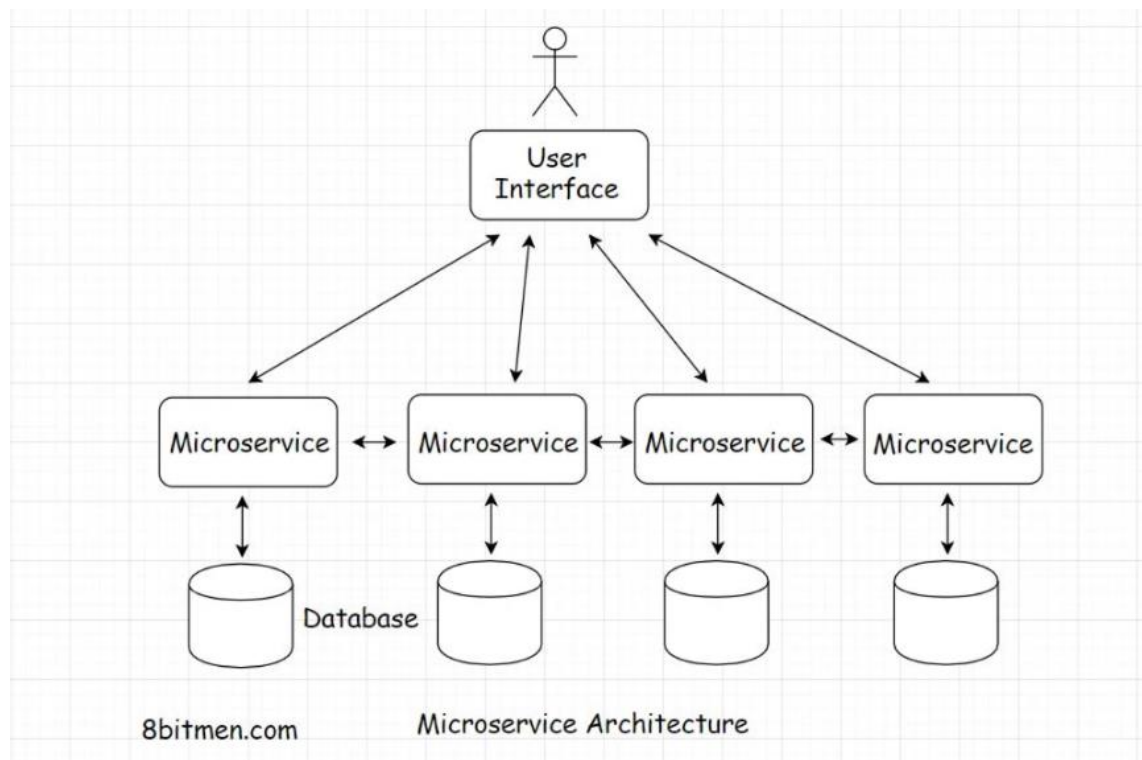 User
Interface
Microservice
Microservice
Microservice
Microservice
Database
8bitmen.com
Microservice Architecture